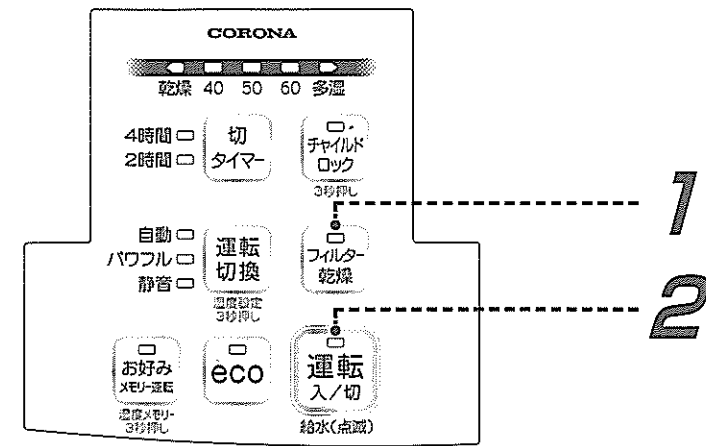 CORONA
乾燥 40 50 60 多湿
4時間
2時間
切
タイマー
チャイルド
ロック
3秒押し
1
自動
パワフル
静音
運転
切換
湿度設定
3秒押し
フィルター
乾燥
2
お好み
メモリー運転
湿度メモリー
3秒押し
eco
運転
入/切
給水(点滅)